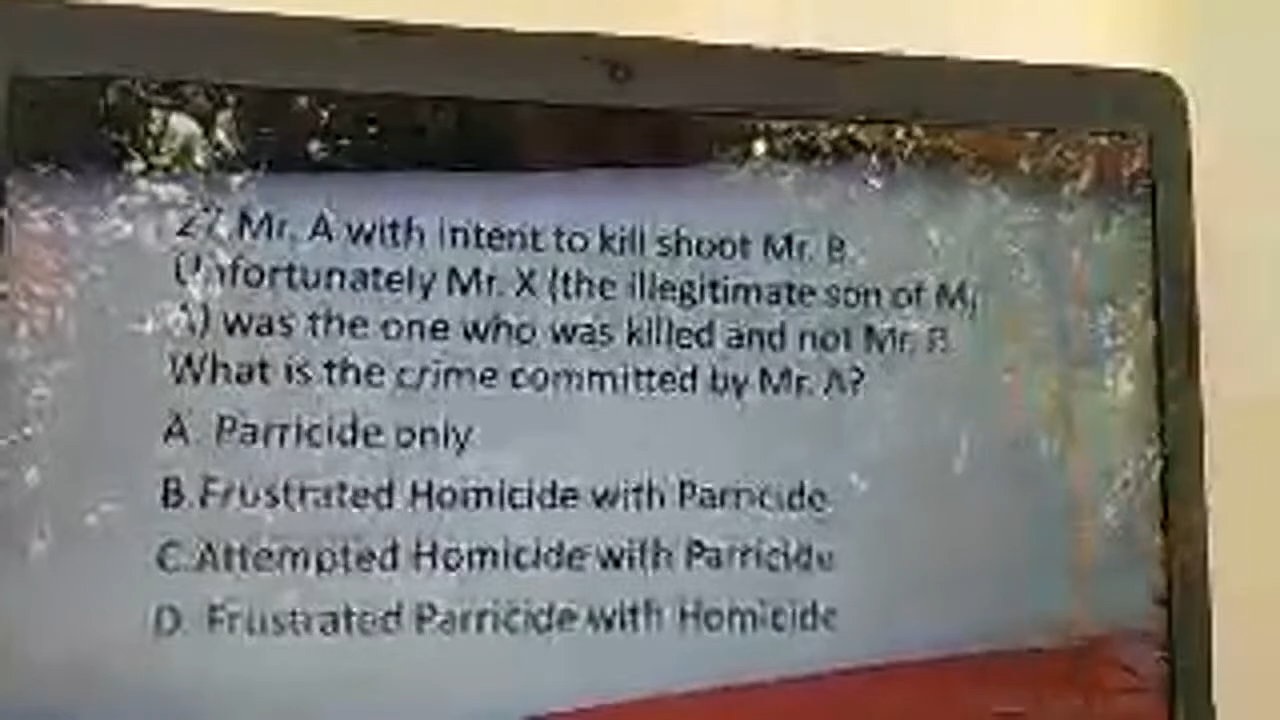 27. Mr. A with intent to kill shoot Mr. B.
Unfortunately Mr. X (the illegitimate son of Mr
A) was the one who was killed and not Mr. B.
What is the crime committed by Mr. A?
A. Parricide only
B. Frustrated Homicide with Parricide
C. Attempted Homicide with Parricide
D. Frustrated Parricide with Homicide